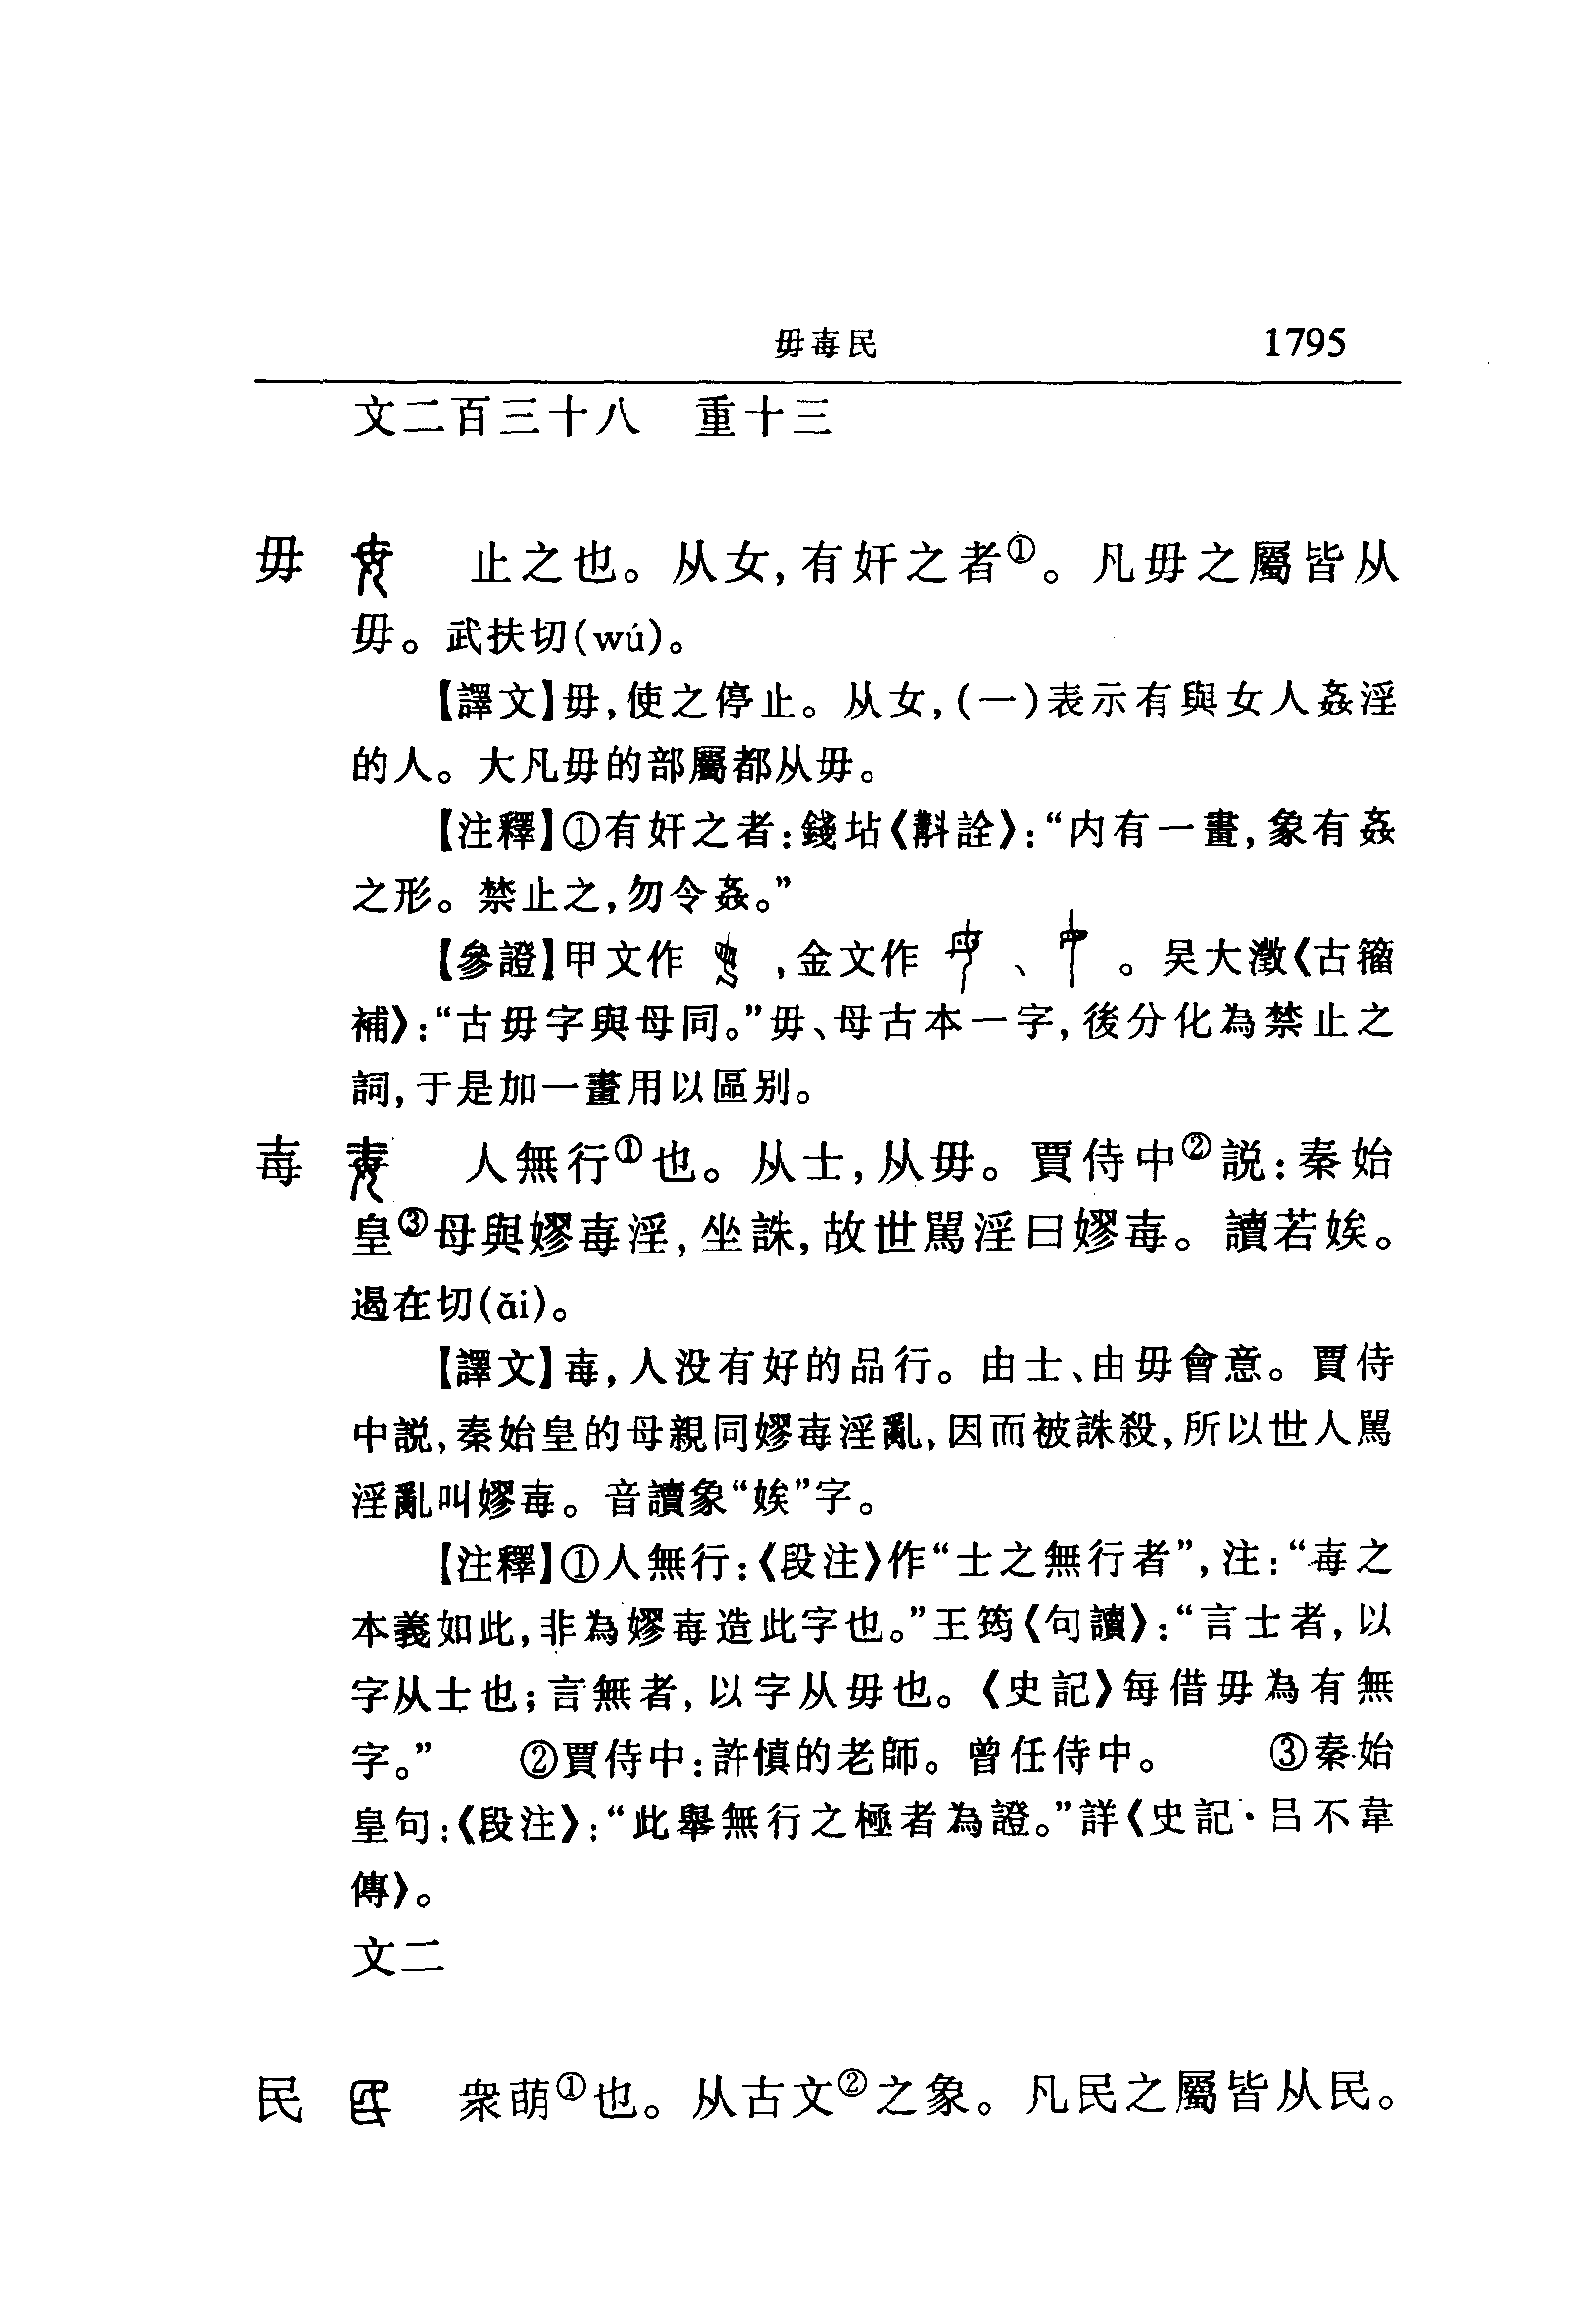 毋毐民 1795
文二百三十八 重十三
毋 止之也。从女,有奸之者①。凡毋之屬皆从
毋。武扶切(wú)。
【譯文】毋,使之停止。从女,(一)表示有與女人姦淫
的人。大凡毋的部屬都从毋。
【注釋】①有奸之者:錢坫《斠詮》:“内有一畫,象有姦
之形。禁止之,勿令姦。”
【參證】甲文作 ,金文作 、 。吴大澂《古籀
補》:“古毋字與母同。”毋、母古本一字,後分化為禁止之
詞,于是加一畫用以區别。
毐 人無行①也。从士,从毋。賈侍中②説:秦始
皇③母與嫪毐淫,坐誅,故世駡淫曰嫪毐。讀若娭。
遏在切(ǎi)。
【譯文】毐,人没有好的品行。由士、由毋會意。賈侍
中説,秦始皇的母親同嫪毐淫亂,因而被誅殺,所以世人駡
淫亂叫嫪毐。音讀象“娭”字。
【注釋】①人無行:《段注》作“士之無行者”,注:“毐之
本義如此,非為嫪毐造此字也。”王筠《句讀》:“言士者,以
字从士也;言無者,以字从毋也。《史記》每借毋為有無
字。” ②賈侍中:許慎的老師。曾任侍中。 ③秦始
皇句:《段注》:“此舉無行之極者為證。”詳《史記·吕不韋
傳》。
文二
民 衆萌①也。从古文②之象。凡民之屬皆从民。